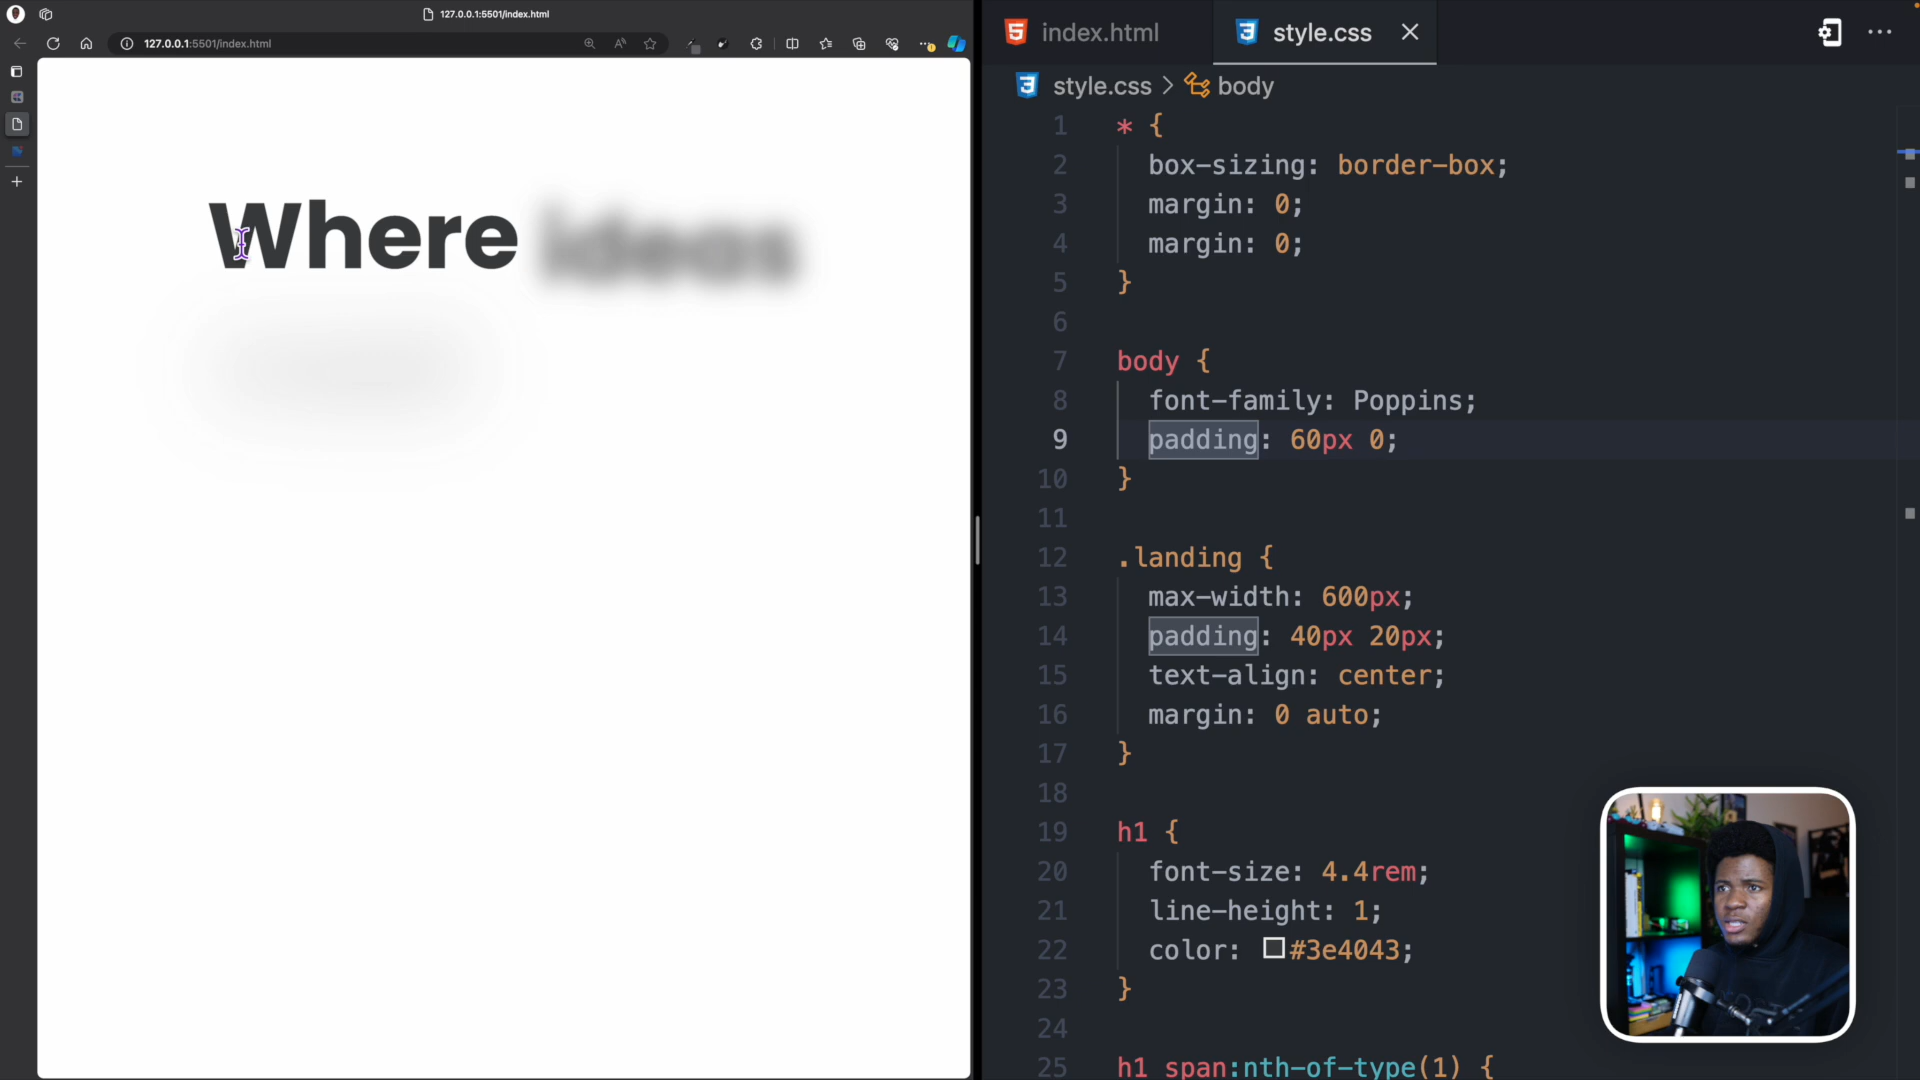 127.0.0.1:5501/index.html
127.0.0.1:5501/index.html
Where ideas
index.html
style.css
style.css > body
1 * {
2 box-sizing: border-box;
3 margin: 0;
4 margin: 0;
5 }
6
7 body {
8 font-family: Poppins;
9 padding: 60px 0;
10 }
11
12 .landing {
13 max-width: 600px;
14 padding: 40px 20px;
15 text-align: center;
16 margin: 0 auto;
17 }
18
19 h1 {
20 font-size: 4.4rem;
21 line-height: 1;
22 color: #3e4043;
23 }
24
25 h1 span:nth-of-type(1) {